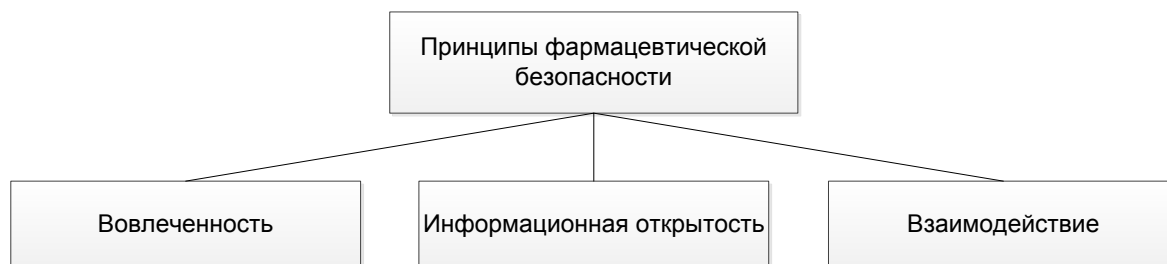 Принципы фармацевтической
безопасности
Вовлеченность
Информационная открытость
Взаимодействие